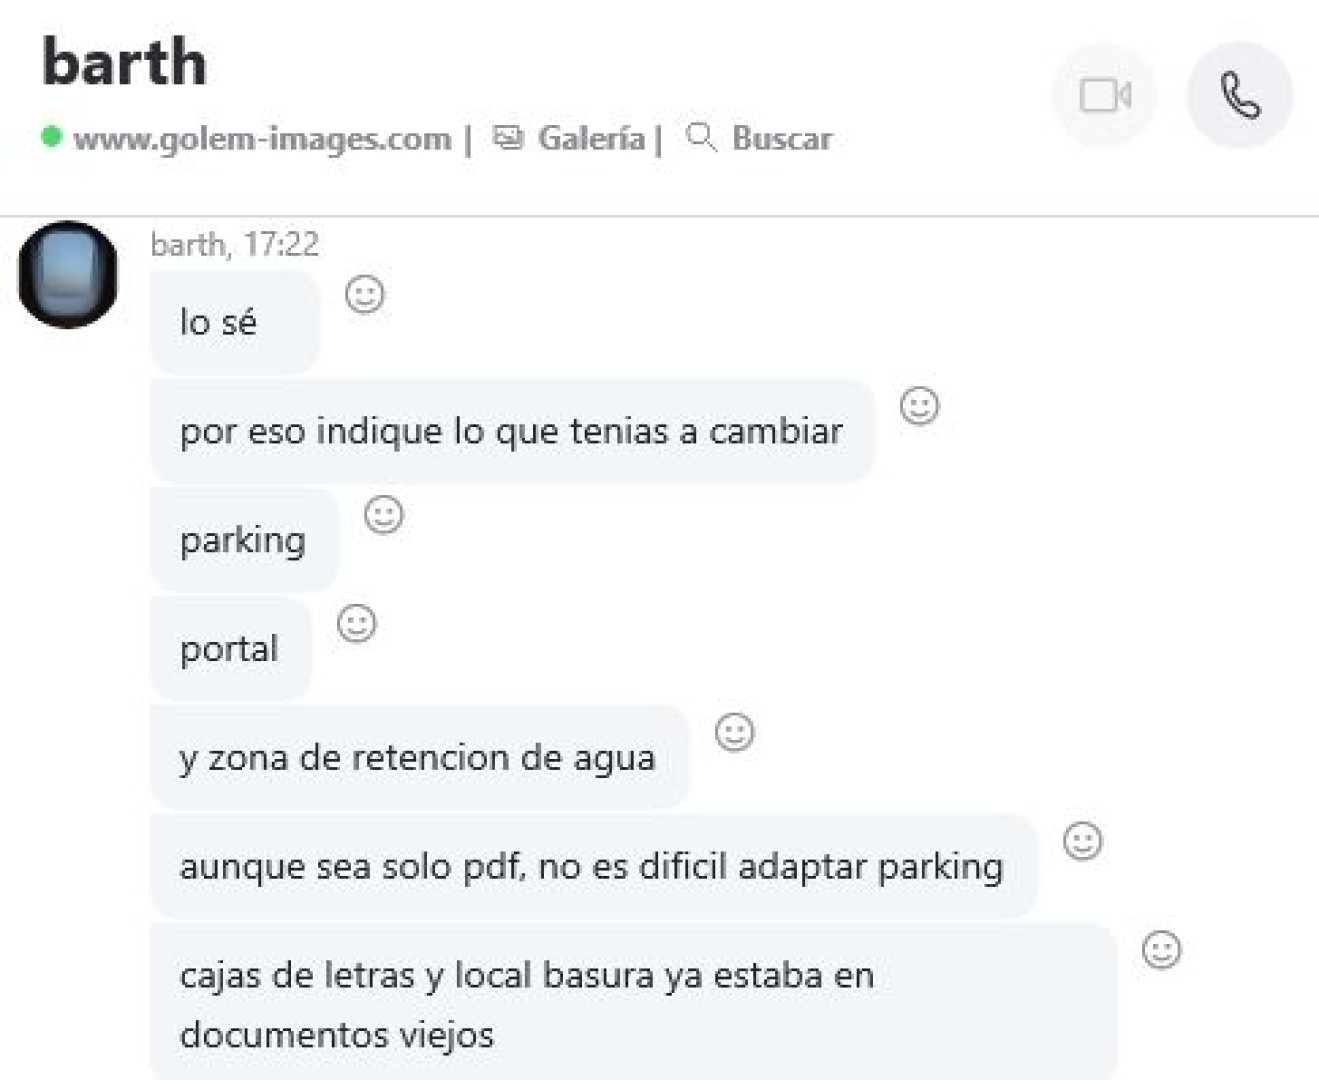 barth
www.golem-images.com | Galería | Buscar
barth, 17:22
lo sé
por eso indique lo que tenias a cambiar
parking
portal
y zona de retencion de agua
aunque sea solo pdf, no es dificil adaptar parking
cajas de letras y local basura ya estaba en
documentos viejos